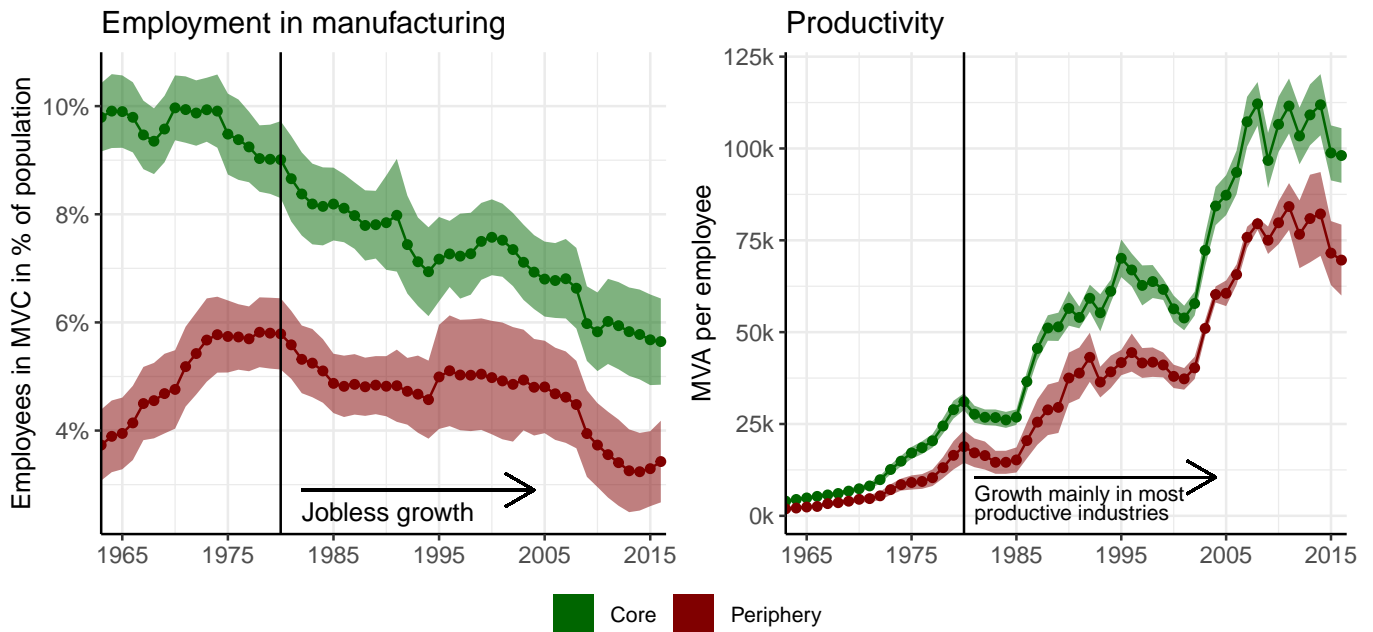 Employment in manufacturing
Employees in MVC in % of population
10%
8%
6%
4%
Jobless growth
1965 1975 1985 1995 2005 2015
Productivity
MVA per employee
125k
100k
75k
50k
25k
0k
Growth mainly in most
productive industries
1965 1975 1985 1995 2005 2015
Core Periphery